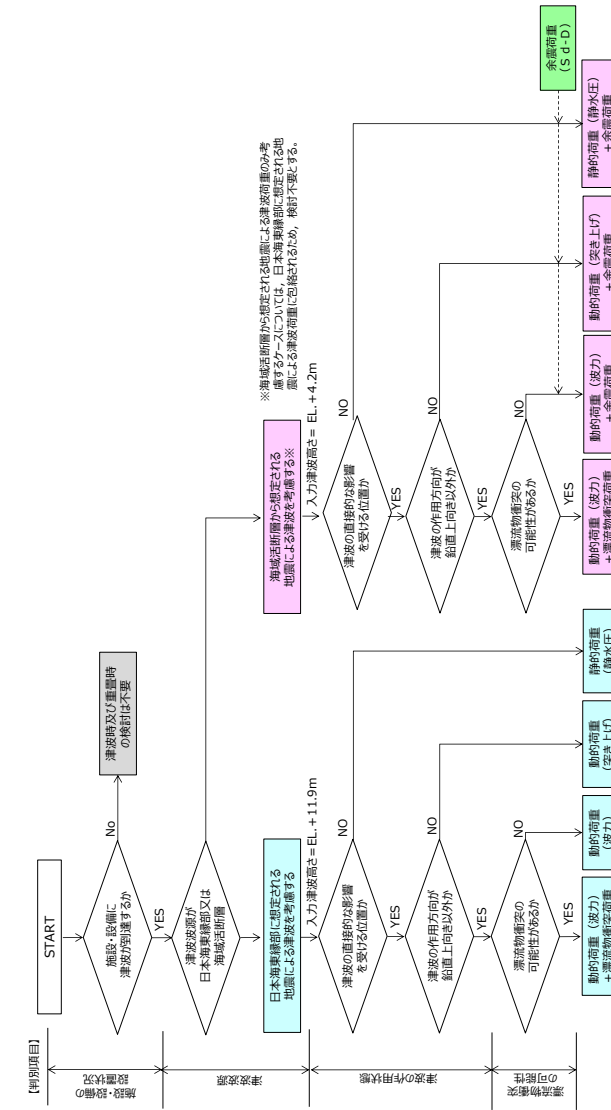 【判別項目】
施設・設備の
設置状況
津波波源
津波の作用状態
漂流物衝突
の可能性
START
施設・設備に
津波が到達するか
No
津波時及び重畳時
の検討は不要
YES
津波波源が
日本海東縁部又は
海域活断層
日本海東縁部に想定される
地震による津波を考慮する
入力津波高さ= EL.+11.9m
津波の直接的な影響
を受ける位置か
NO
YES
津波の作用方向が
鉛直上向き以外か
NO
YES
漂流物衝突の
可能性があるか
NO
YES
動的荷重（波力）
+漂流物衝突荷重
動的荷重
（波力）
動的荷重
（突き上げ）
静的荷重
（静水圧）
海域活断層から想定される
地震による津波を考慮する※
※海域活断層から想定される地震による津波荷重のみ考
慮するケースについては，日本海東縁部に想定される地
震による津波荷重に包絡されるため，検討不要とする。
入力津波高さ= EL.+4.2m
津波の直接的な影響
を受ける位置か
NO
YES
津波の作用方向が
鉛直上向き以外か
NO
YES
漂流物衝突の
可能性があるか
NO
YES
余震荷重
（Ｓｄ-Ｄ）
動的荷重（波力）
+漂流物衝突荷重
動的荷重（波力）
+余震荷重
動的荷重（突き上げ）
+余震荷重
静的荷重（静水圧）
+余震荷重